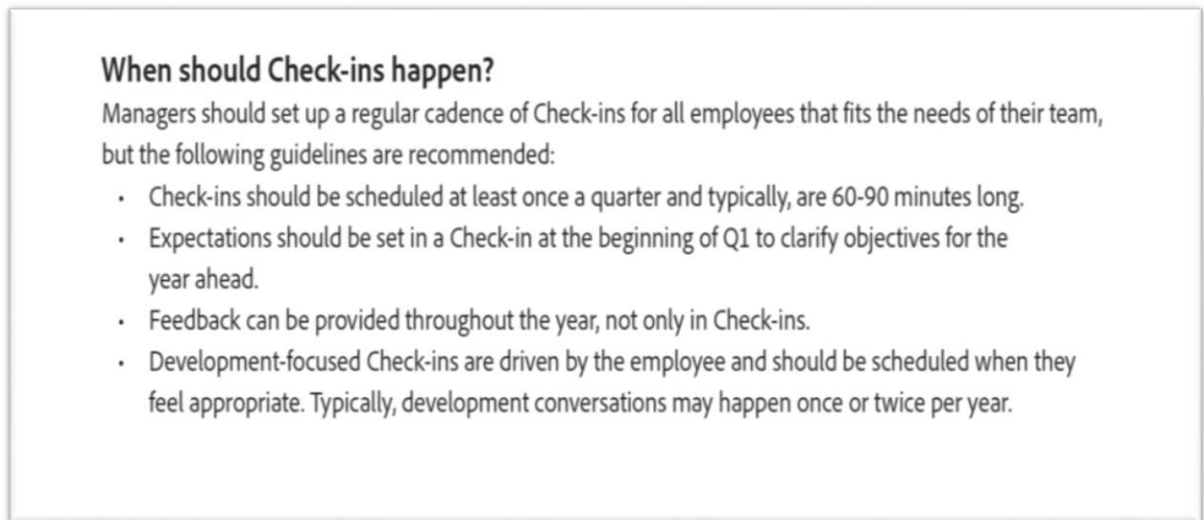 When should Check-ins happen?
Managers should set up a regular cadence of Check-ins for all employees that fits the needs of their team,
but the following guidelines are recommended:
• Check-ins should be scheduled at least once a quarter and typically, are 60-90 minutes long.
• Expectations should be set in a Check-in at the beginning of Q1 to clarify objectives for the
year ahead.
• Feedback can be provided throughout the year, not only in Check-ins.
• Development-focused Check-ins are driven by the employee and should be scheduled when they
feel appropriate. Typically, development conversations may happen once or twice per year.